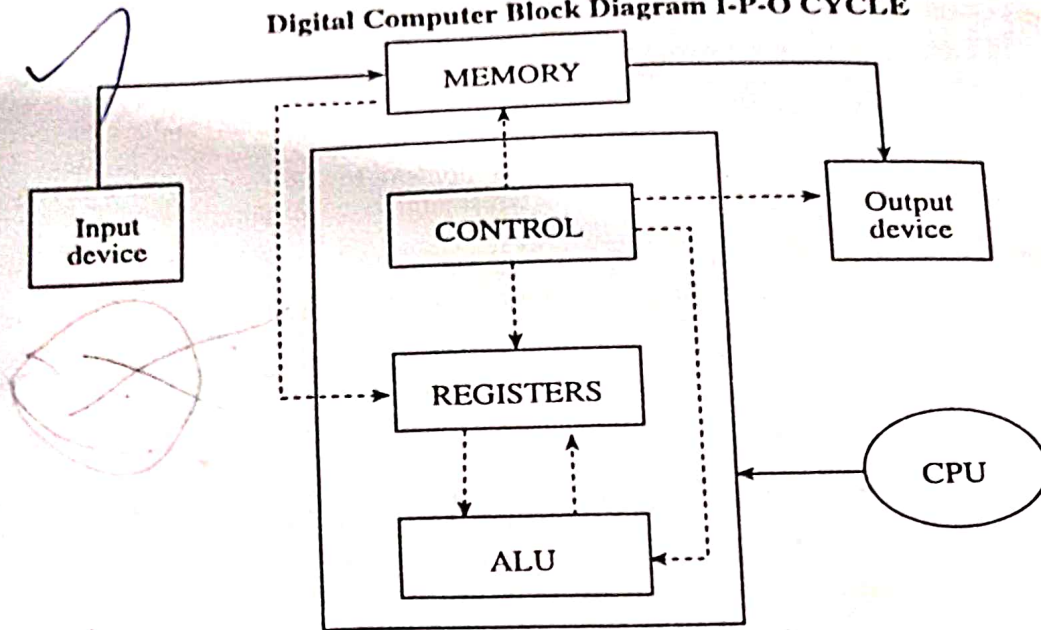 Digital Computer Block Diagram I-P-O CYCLE
MEMORY
Input
device
CONTROL
Output
device
REGISTERS
CPU
ALU